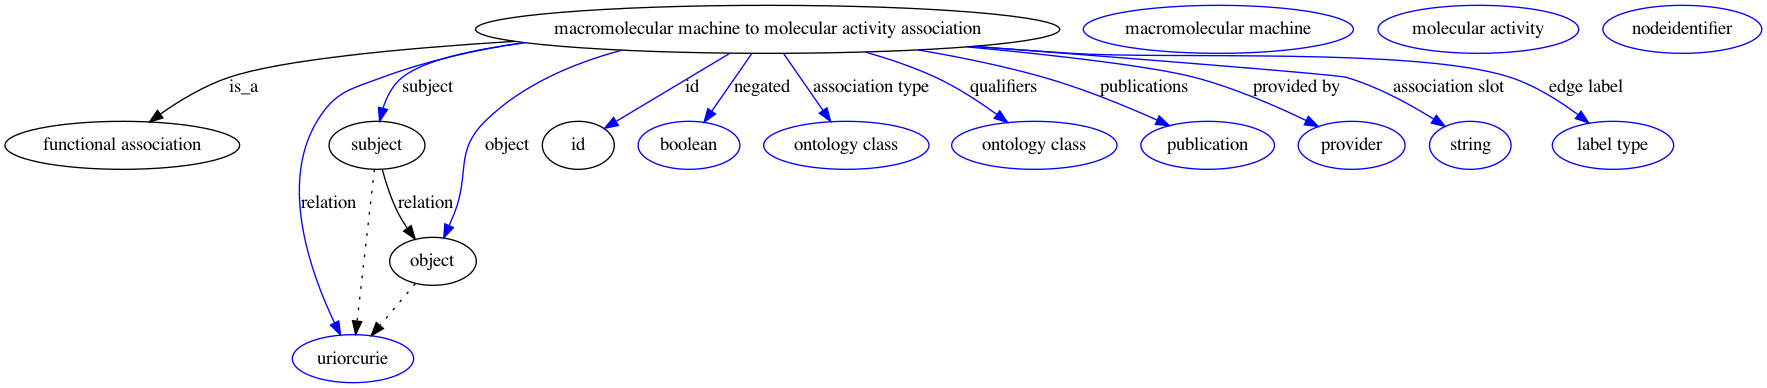 macromolecular machine to molecular activity association
macromolecular machine
molecular activity
nodeidentifier
is_a
subject
object
id
negated
association type
qualifiers
publications
provided by
association slot
edge label
functional association
subject
id
boolean
ontology class
ontology class
publication
provider
string
label type
relation
relation
object
uriorcurie